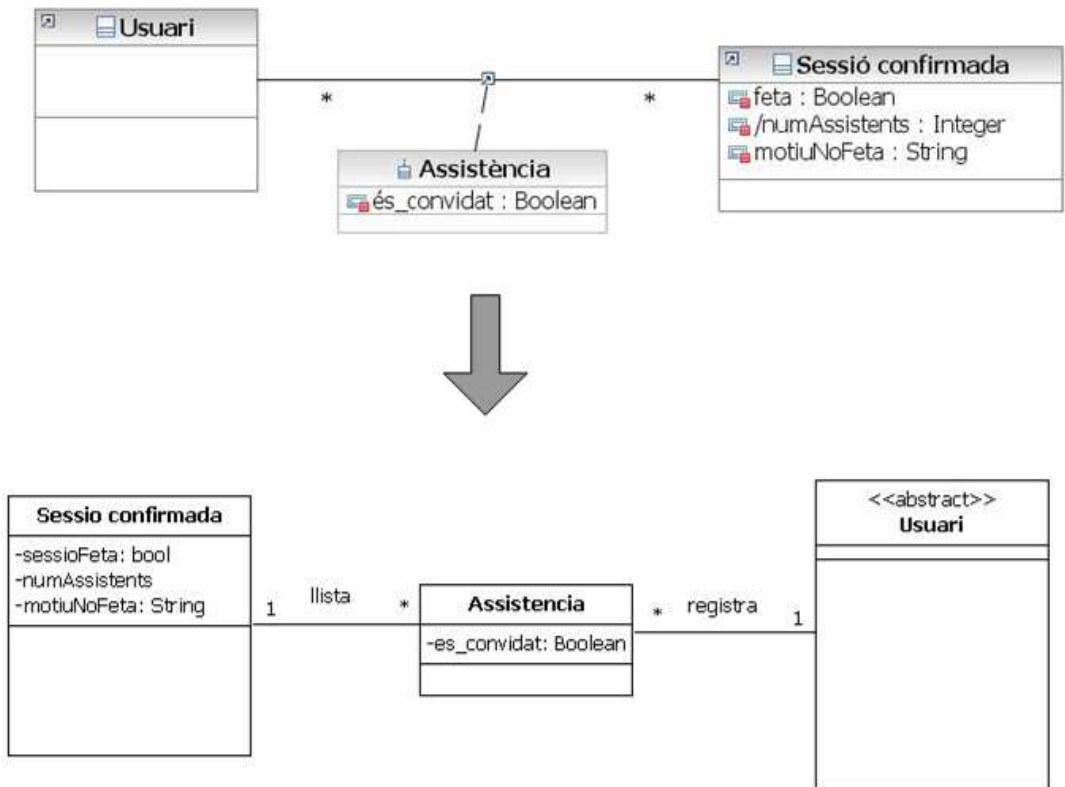 Usuari
Sessió confirmada
feta : Boolean
/numAssistents : Integer
motiuNoFeta : String
*
*
Assistència
és_convidat : Boolean
Sessio confirmada
-sessioFeta: bool
-numAssistents
-motiuNoFeta: String
1
llista
*
Assistencia
-es_convidat: Boolean
*
registra
1
<<abstract>>
Usuari